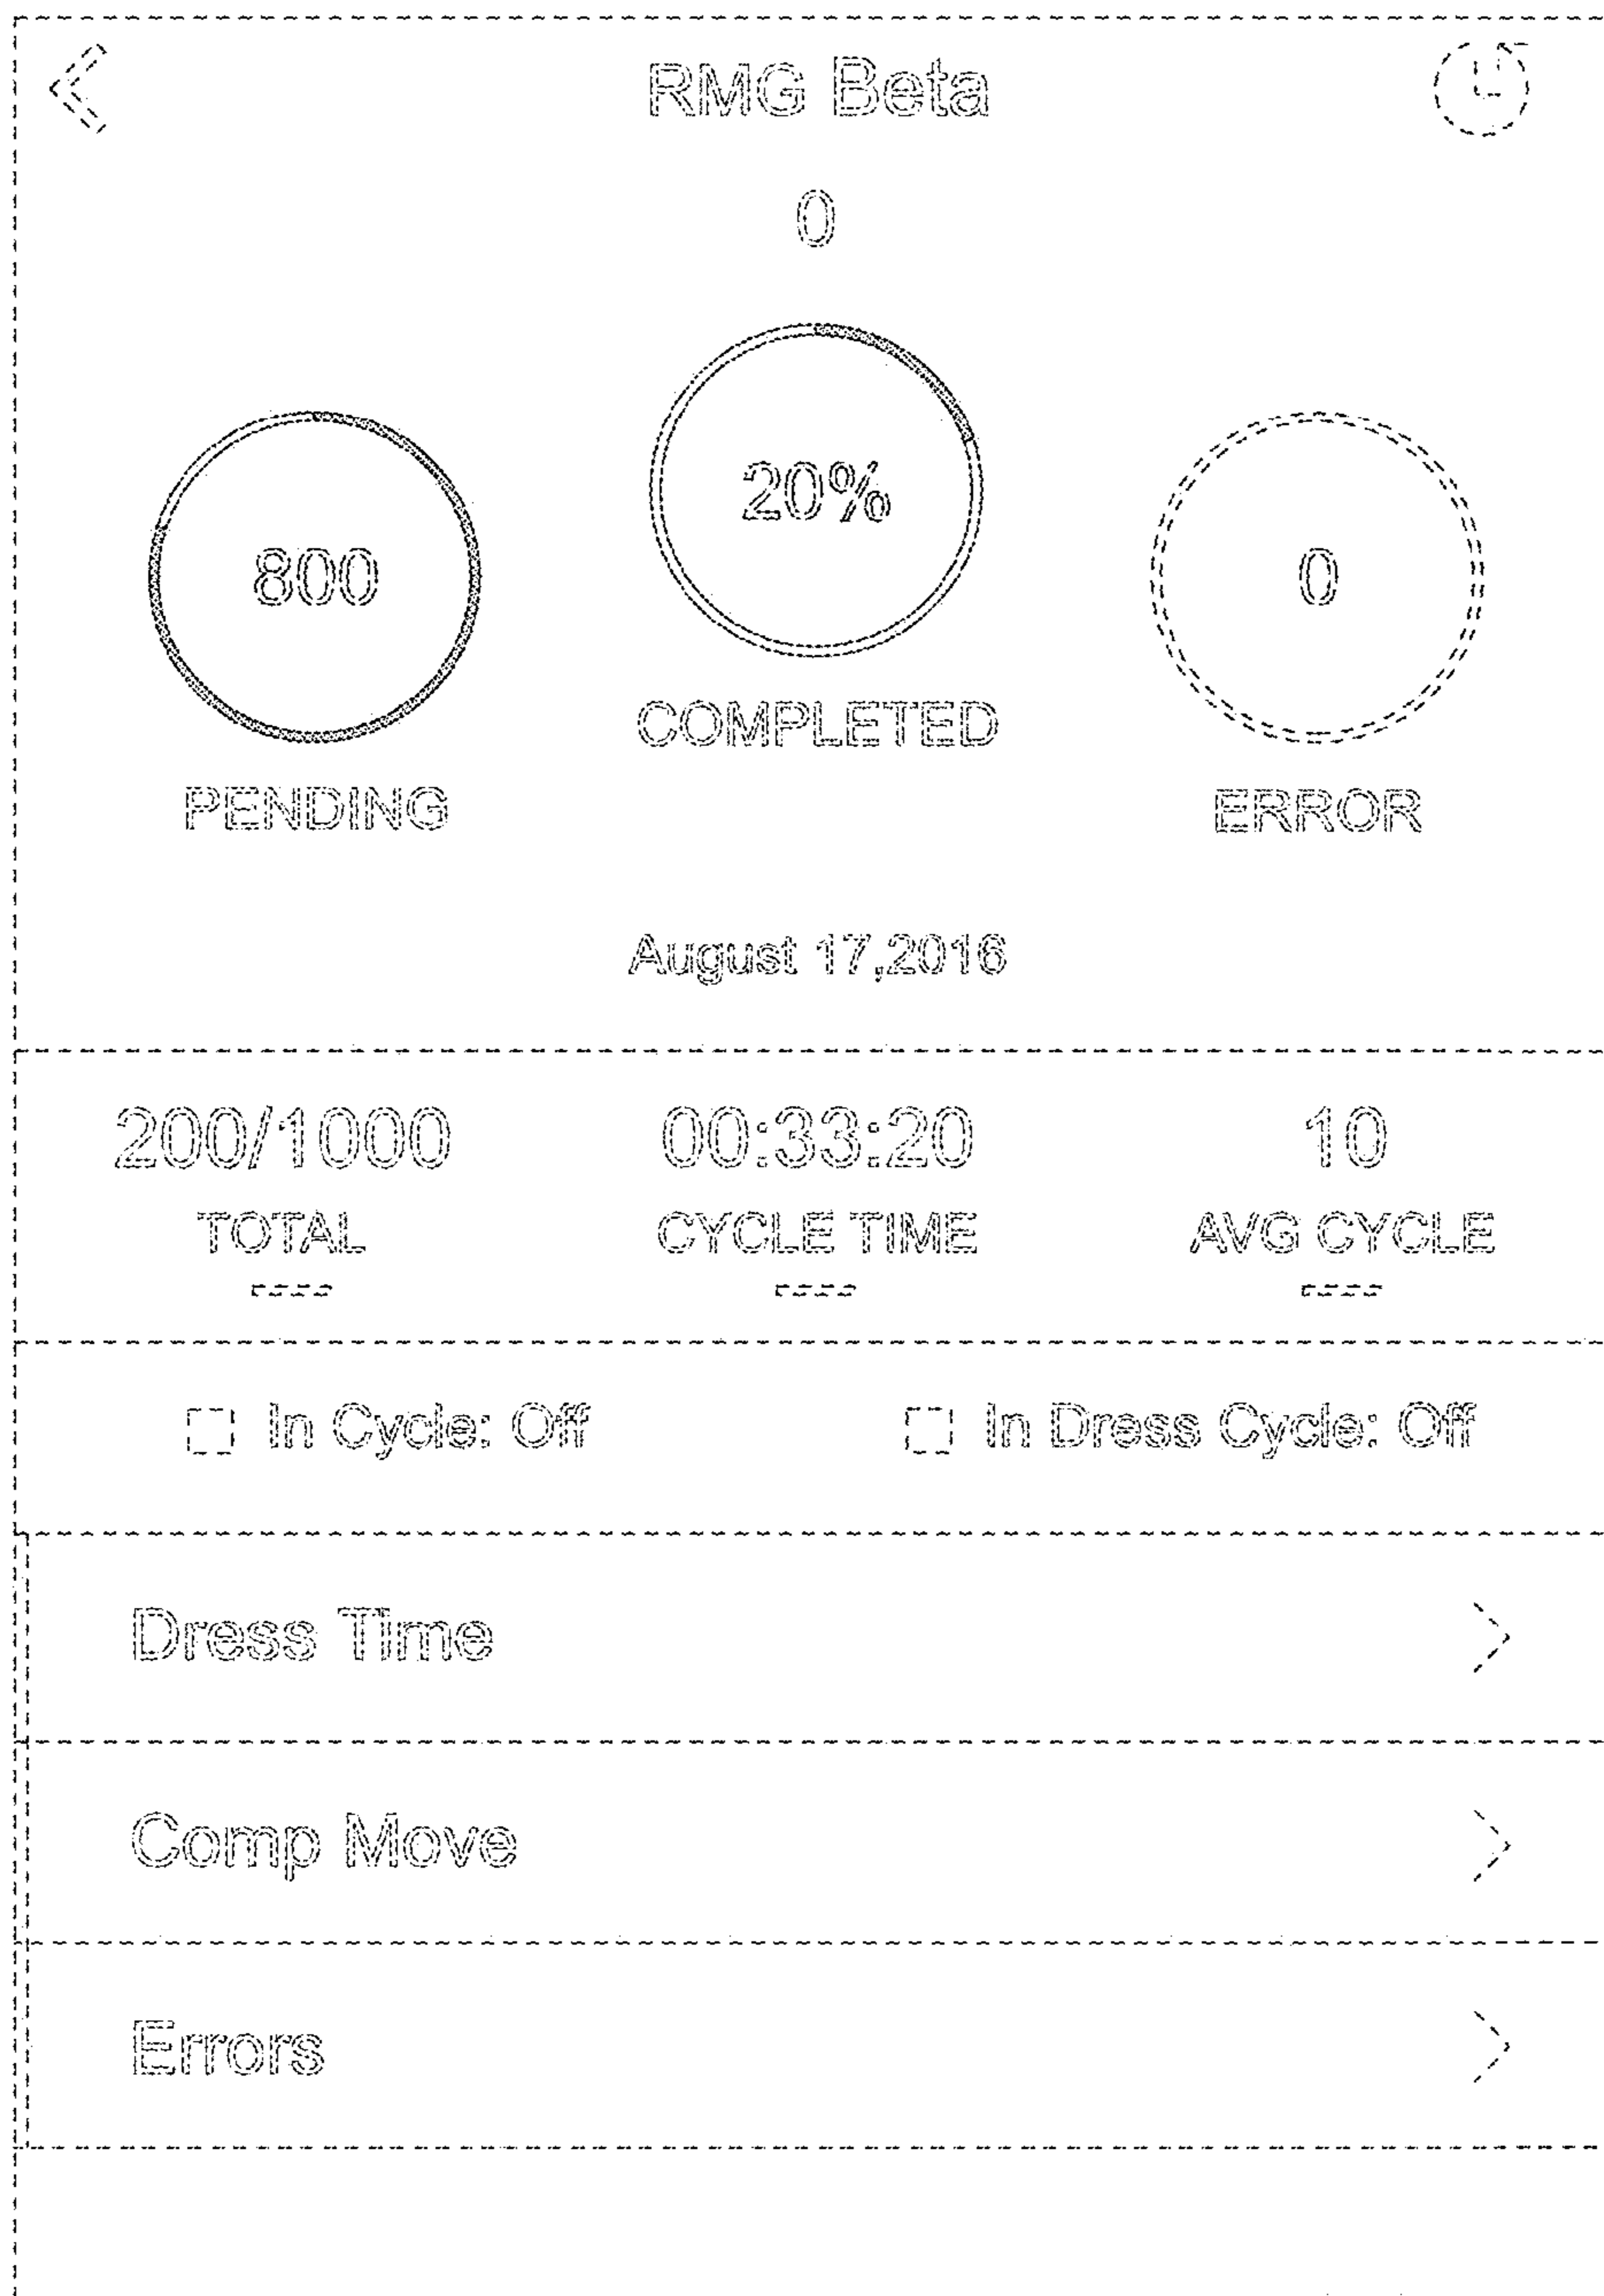 RMG Beta
0
800
20%
0
PENDING
COMPLETED
ERROR
August 17,2016
200/1000
00:33:20
10
TOTAL
CYCLE TIME
AVG CYCLE
In Cycle: Off
In Dress Cycle: Off
Dress Time
Comp Move
Errors